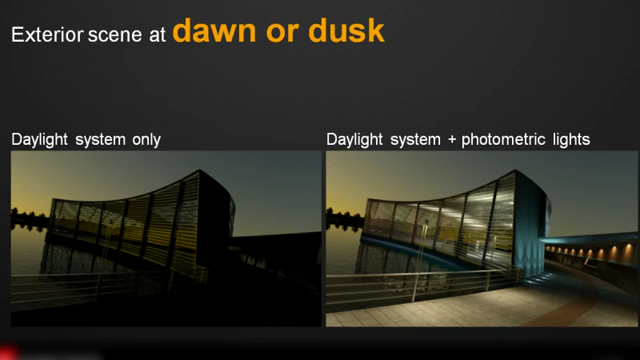 Exterior scene at dawn or dusk
Daylight system only
Daylight system + photometric lights